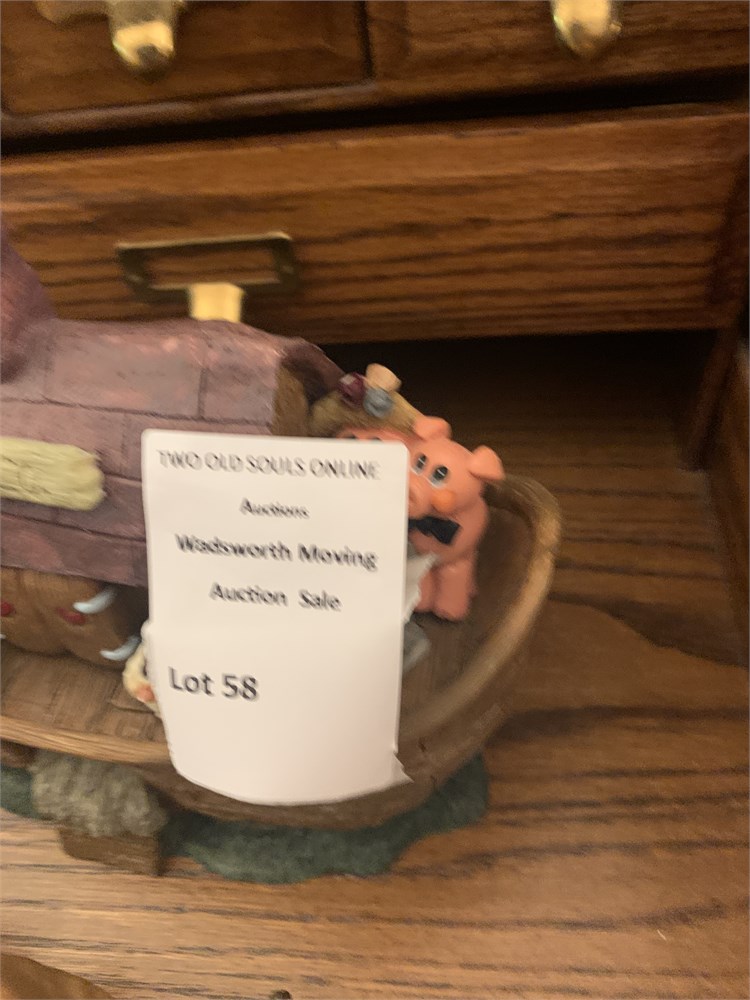 TWO OLD SOULS ONLINE
Auctions
Wadsworth Moving
Auction Sale
Lot 58